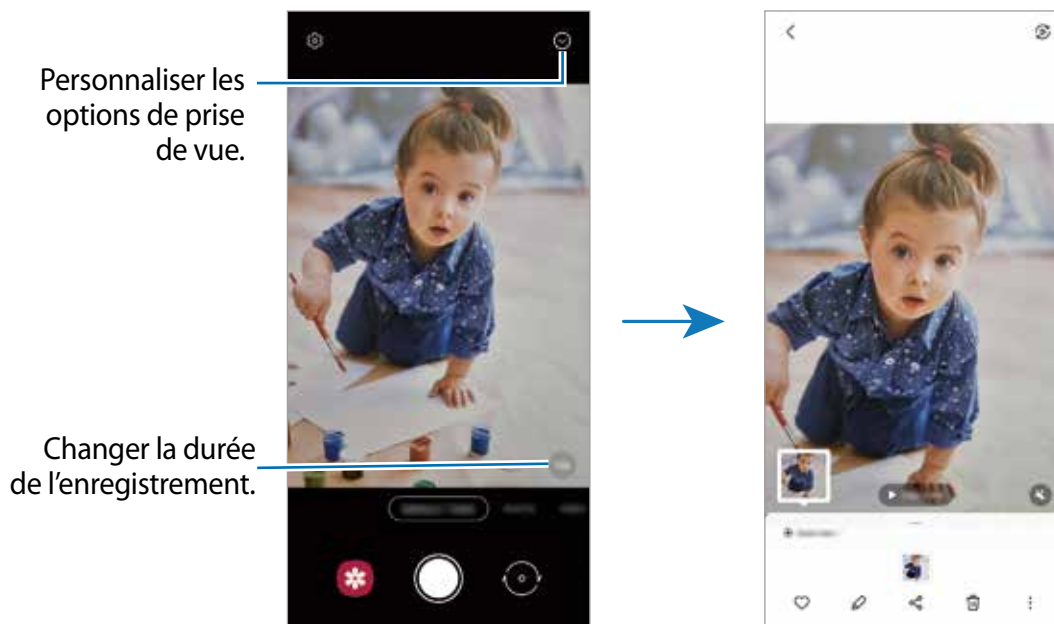 Personnaliser les
options de prise
de vue.
Changer la durée
de l'enregistrement.